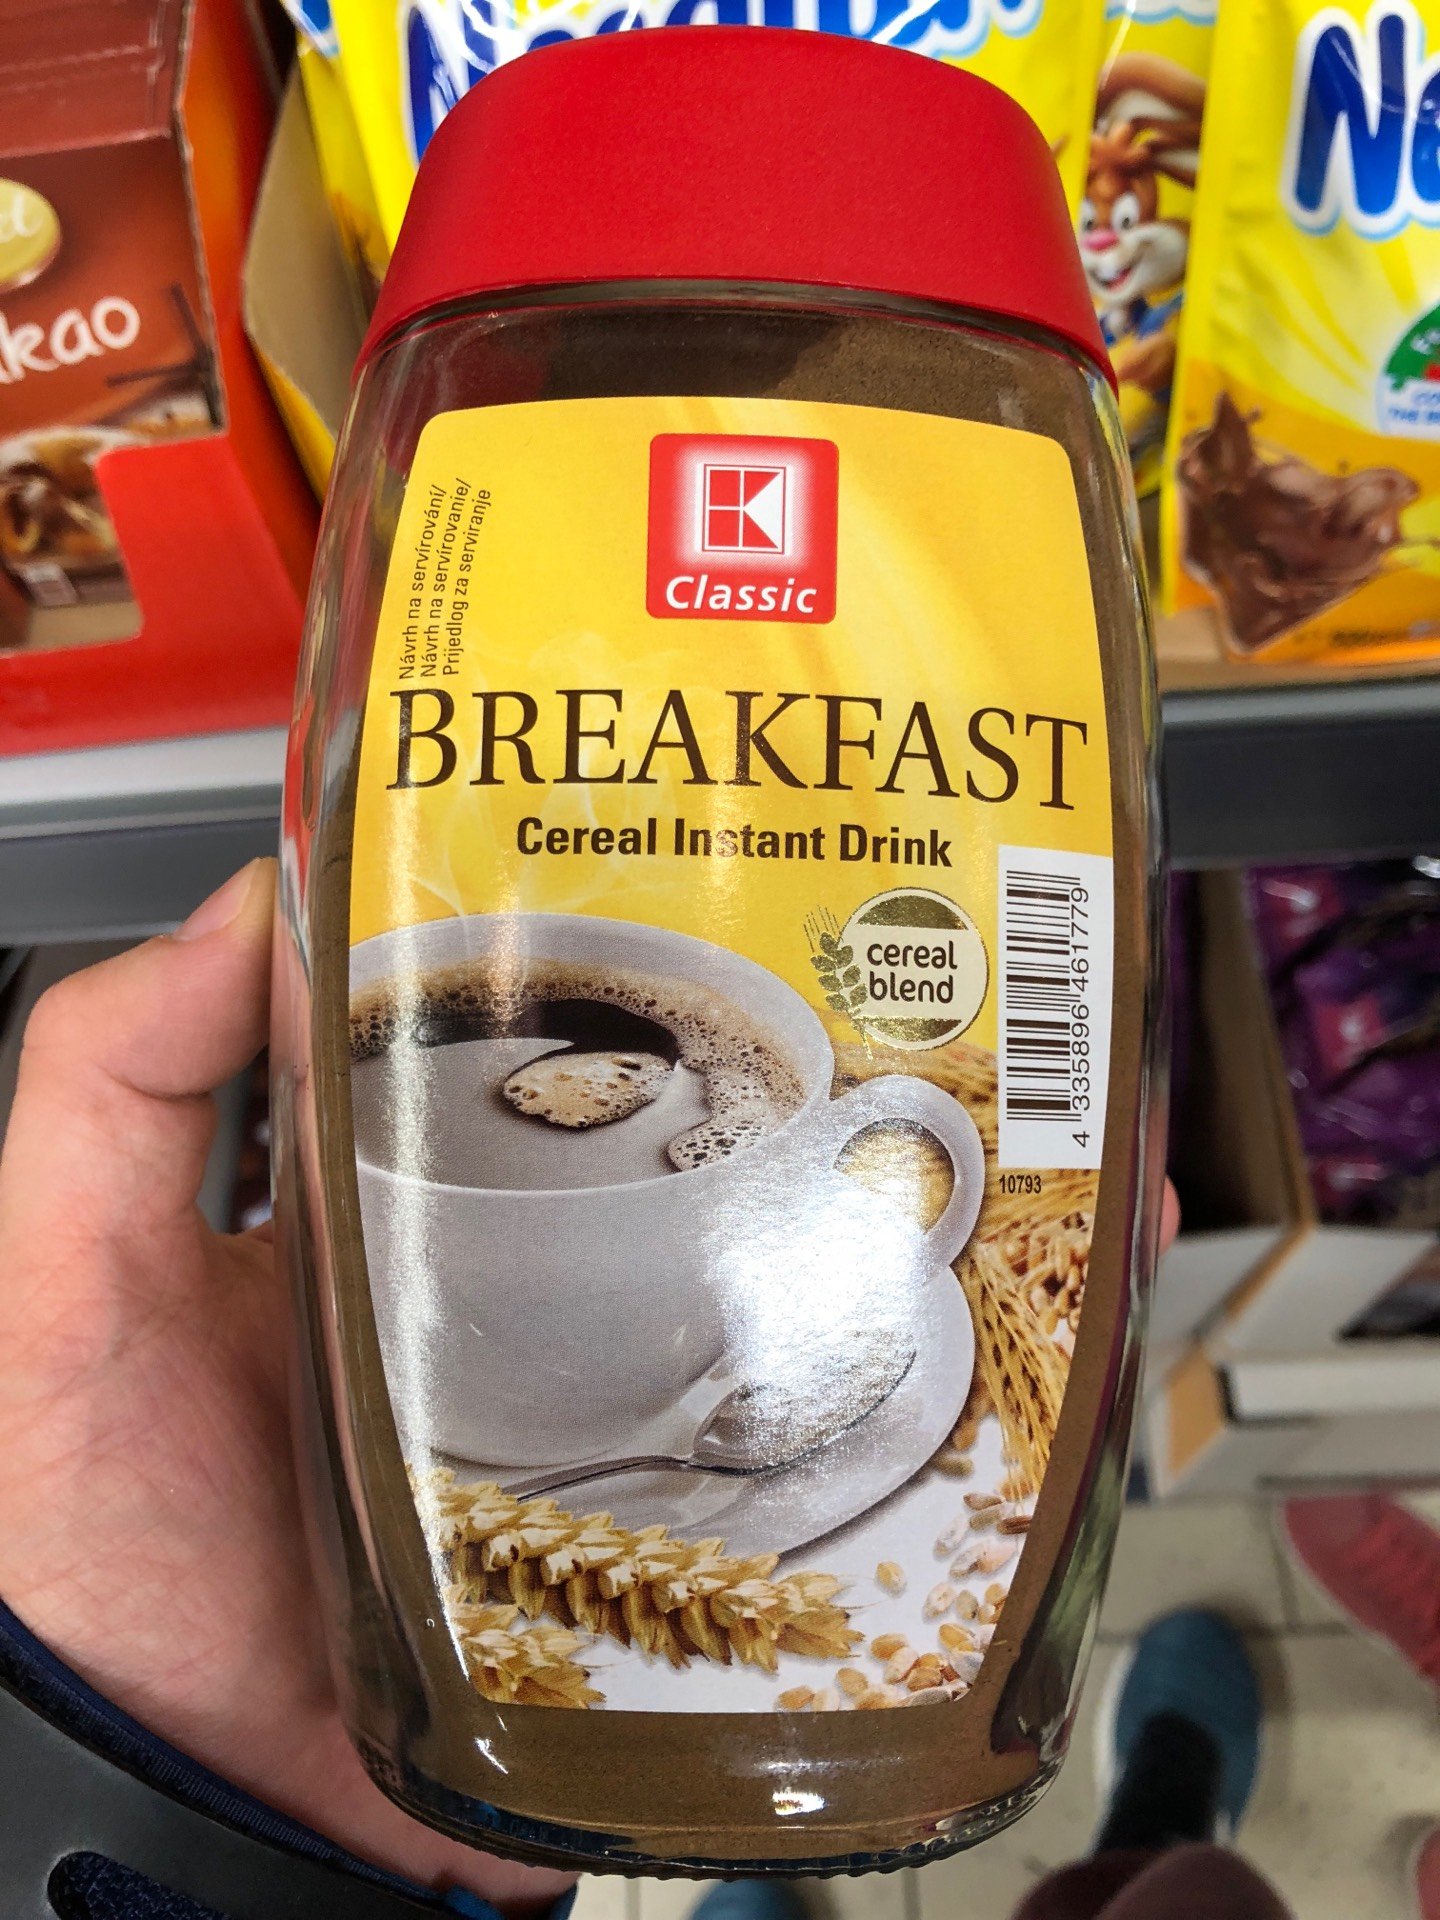 kao
Návrh na servírování/
Návrh na servírovanie/
Prijedlog za serviranje
Classic
BREAKFAST
Cereal Instant Drink
cereal
blend
4 335896 461779
10793